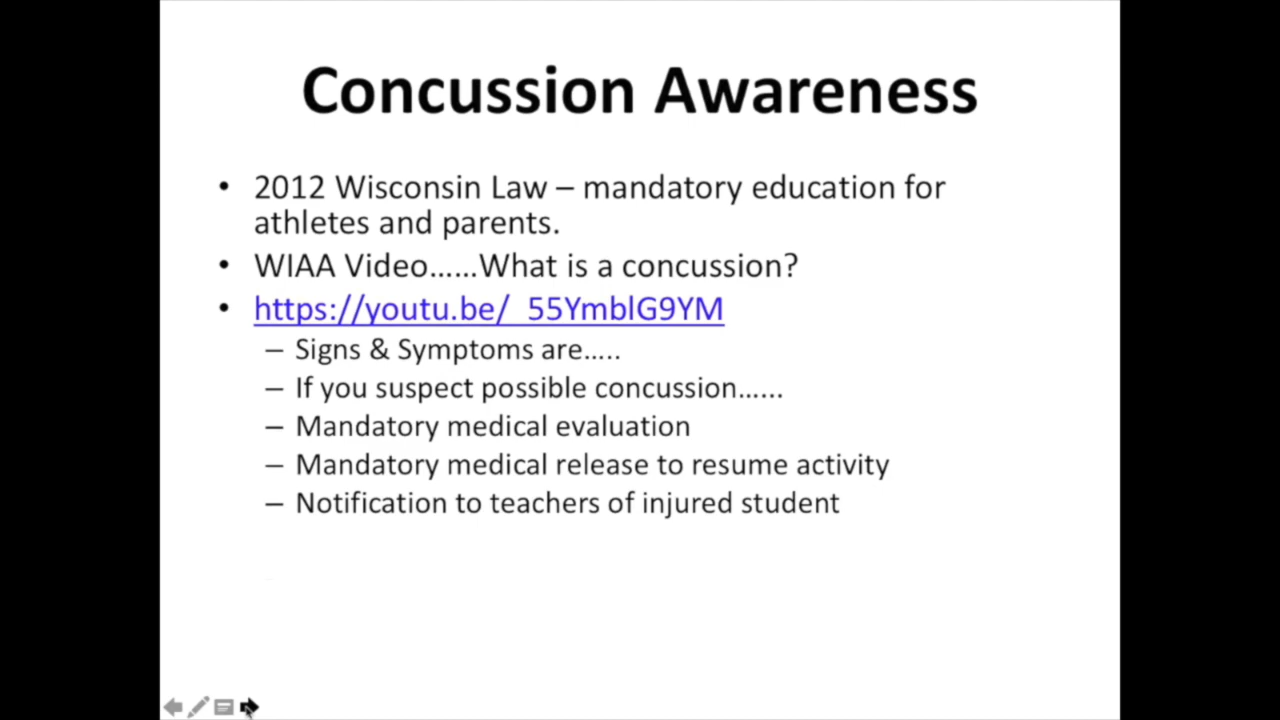 Concussion Awareness
• 2012 Wisconsin Law – mandatory education for
athletes and parents.
• WIAA Video……What is a concussion?
• https://youtu.be/_55YmblG9YM
– Signs & Symptoms are…..
– If you suspect possible concussion……
– Mandatory medical evaluation
– Mandatory medical release to resume activity
– Notification to teachers of injured student